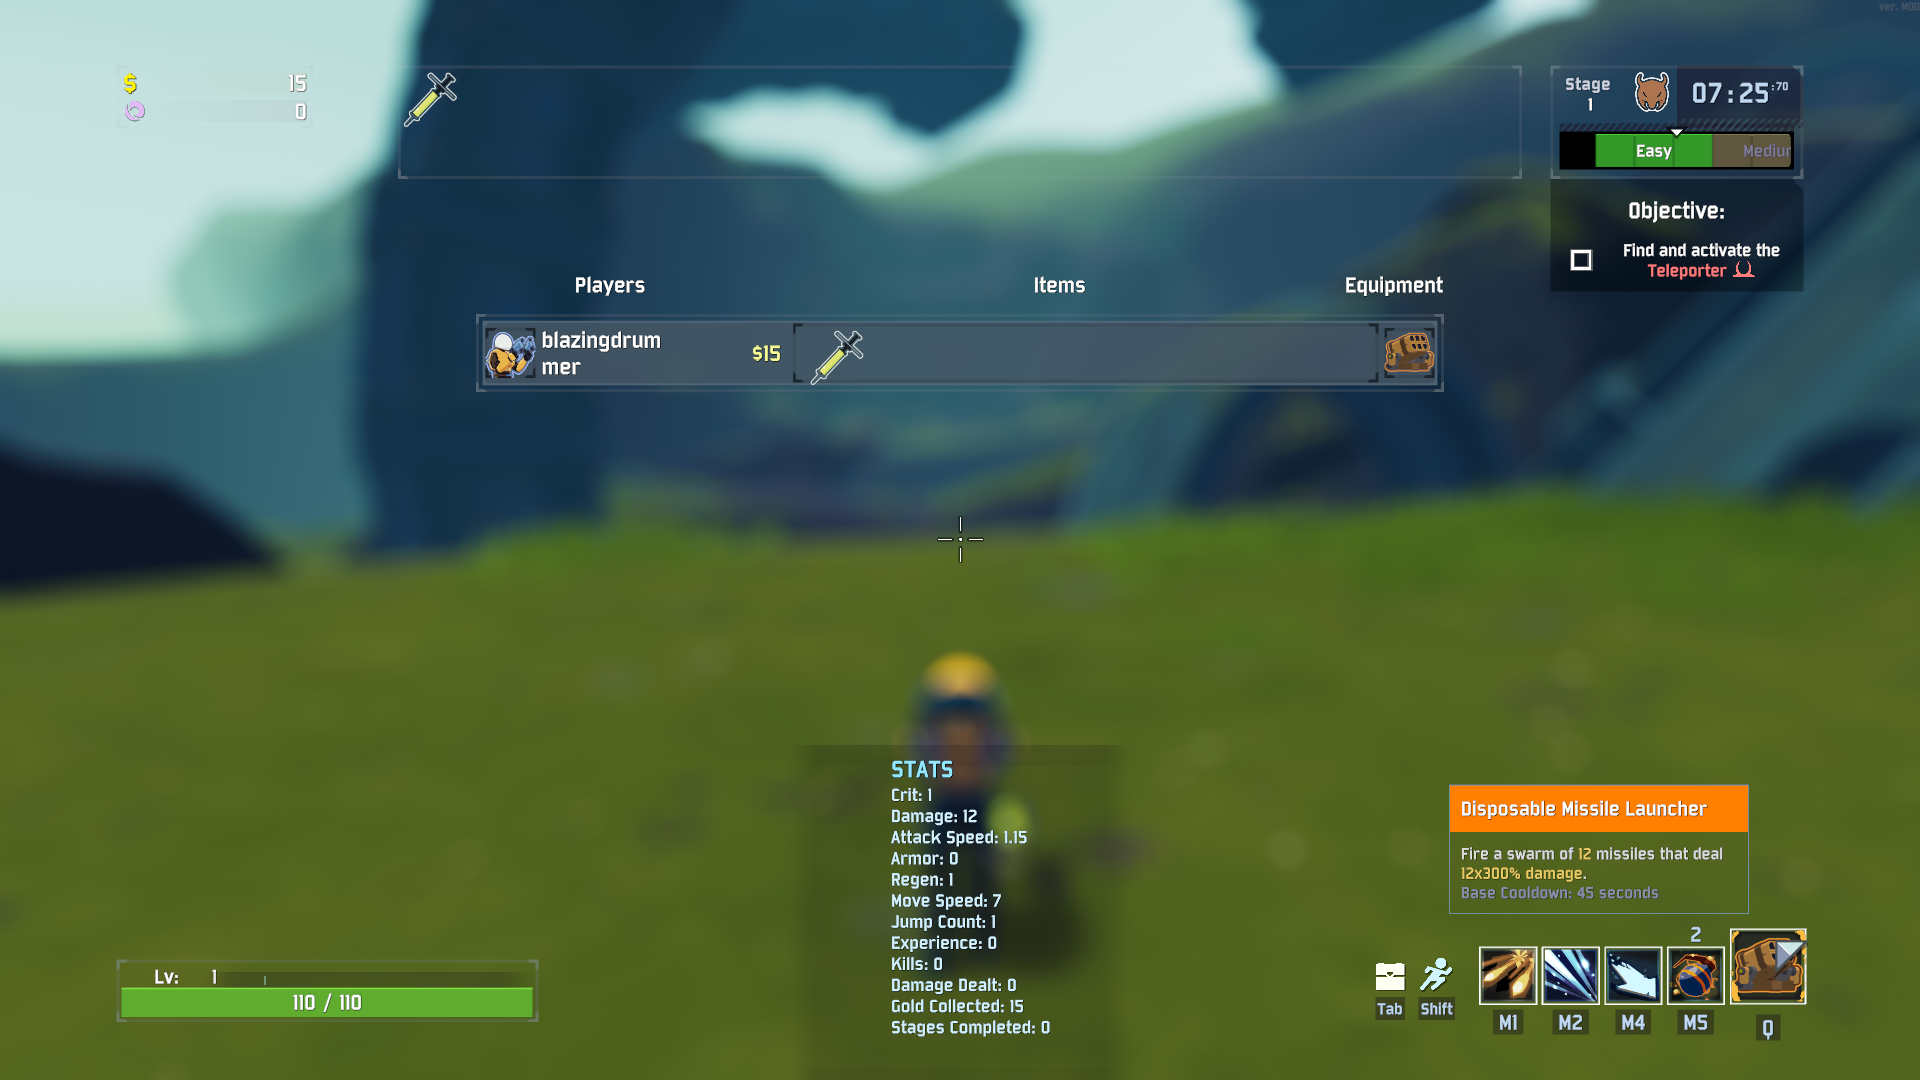 ver. MOD
$ 15
0
Stage
1
07:25:70
Easy
Medium
Objective:
Find and activate the
Teleporter
Players
Items
Equipment
blazingdrum
mer
$15
STATS
Crit: 1
Damage: 12
Attack Speed: 1.15
Armor: 0
Regen: 1
Move Speed: 7
Jump Count: 1
Experience: 0
Kills: 0
Damage Dealt: 0
Gold Collected: 15
Stages Completed: 0
Disposable Missile Launcher
Fire a swarm of 12 missiles that deal
12x300% damage.
Base Cooldown: 45 seconds
2
Lv: 1
110 / 110
Tab
Shift
M1
M2
M4
M5
Q